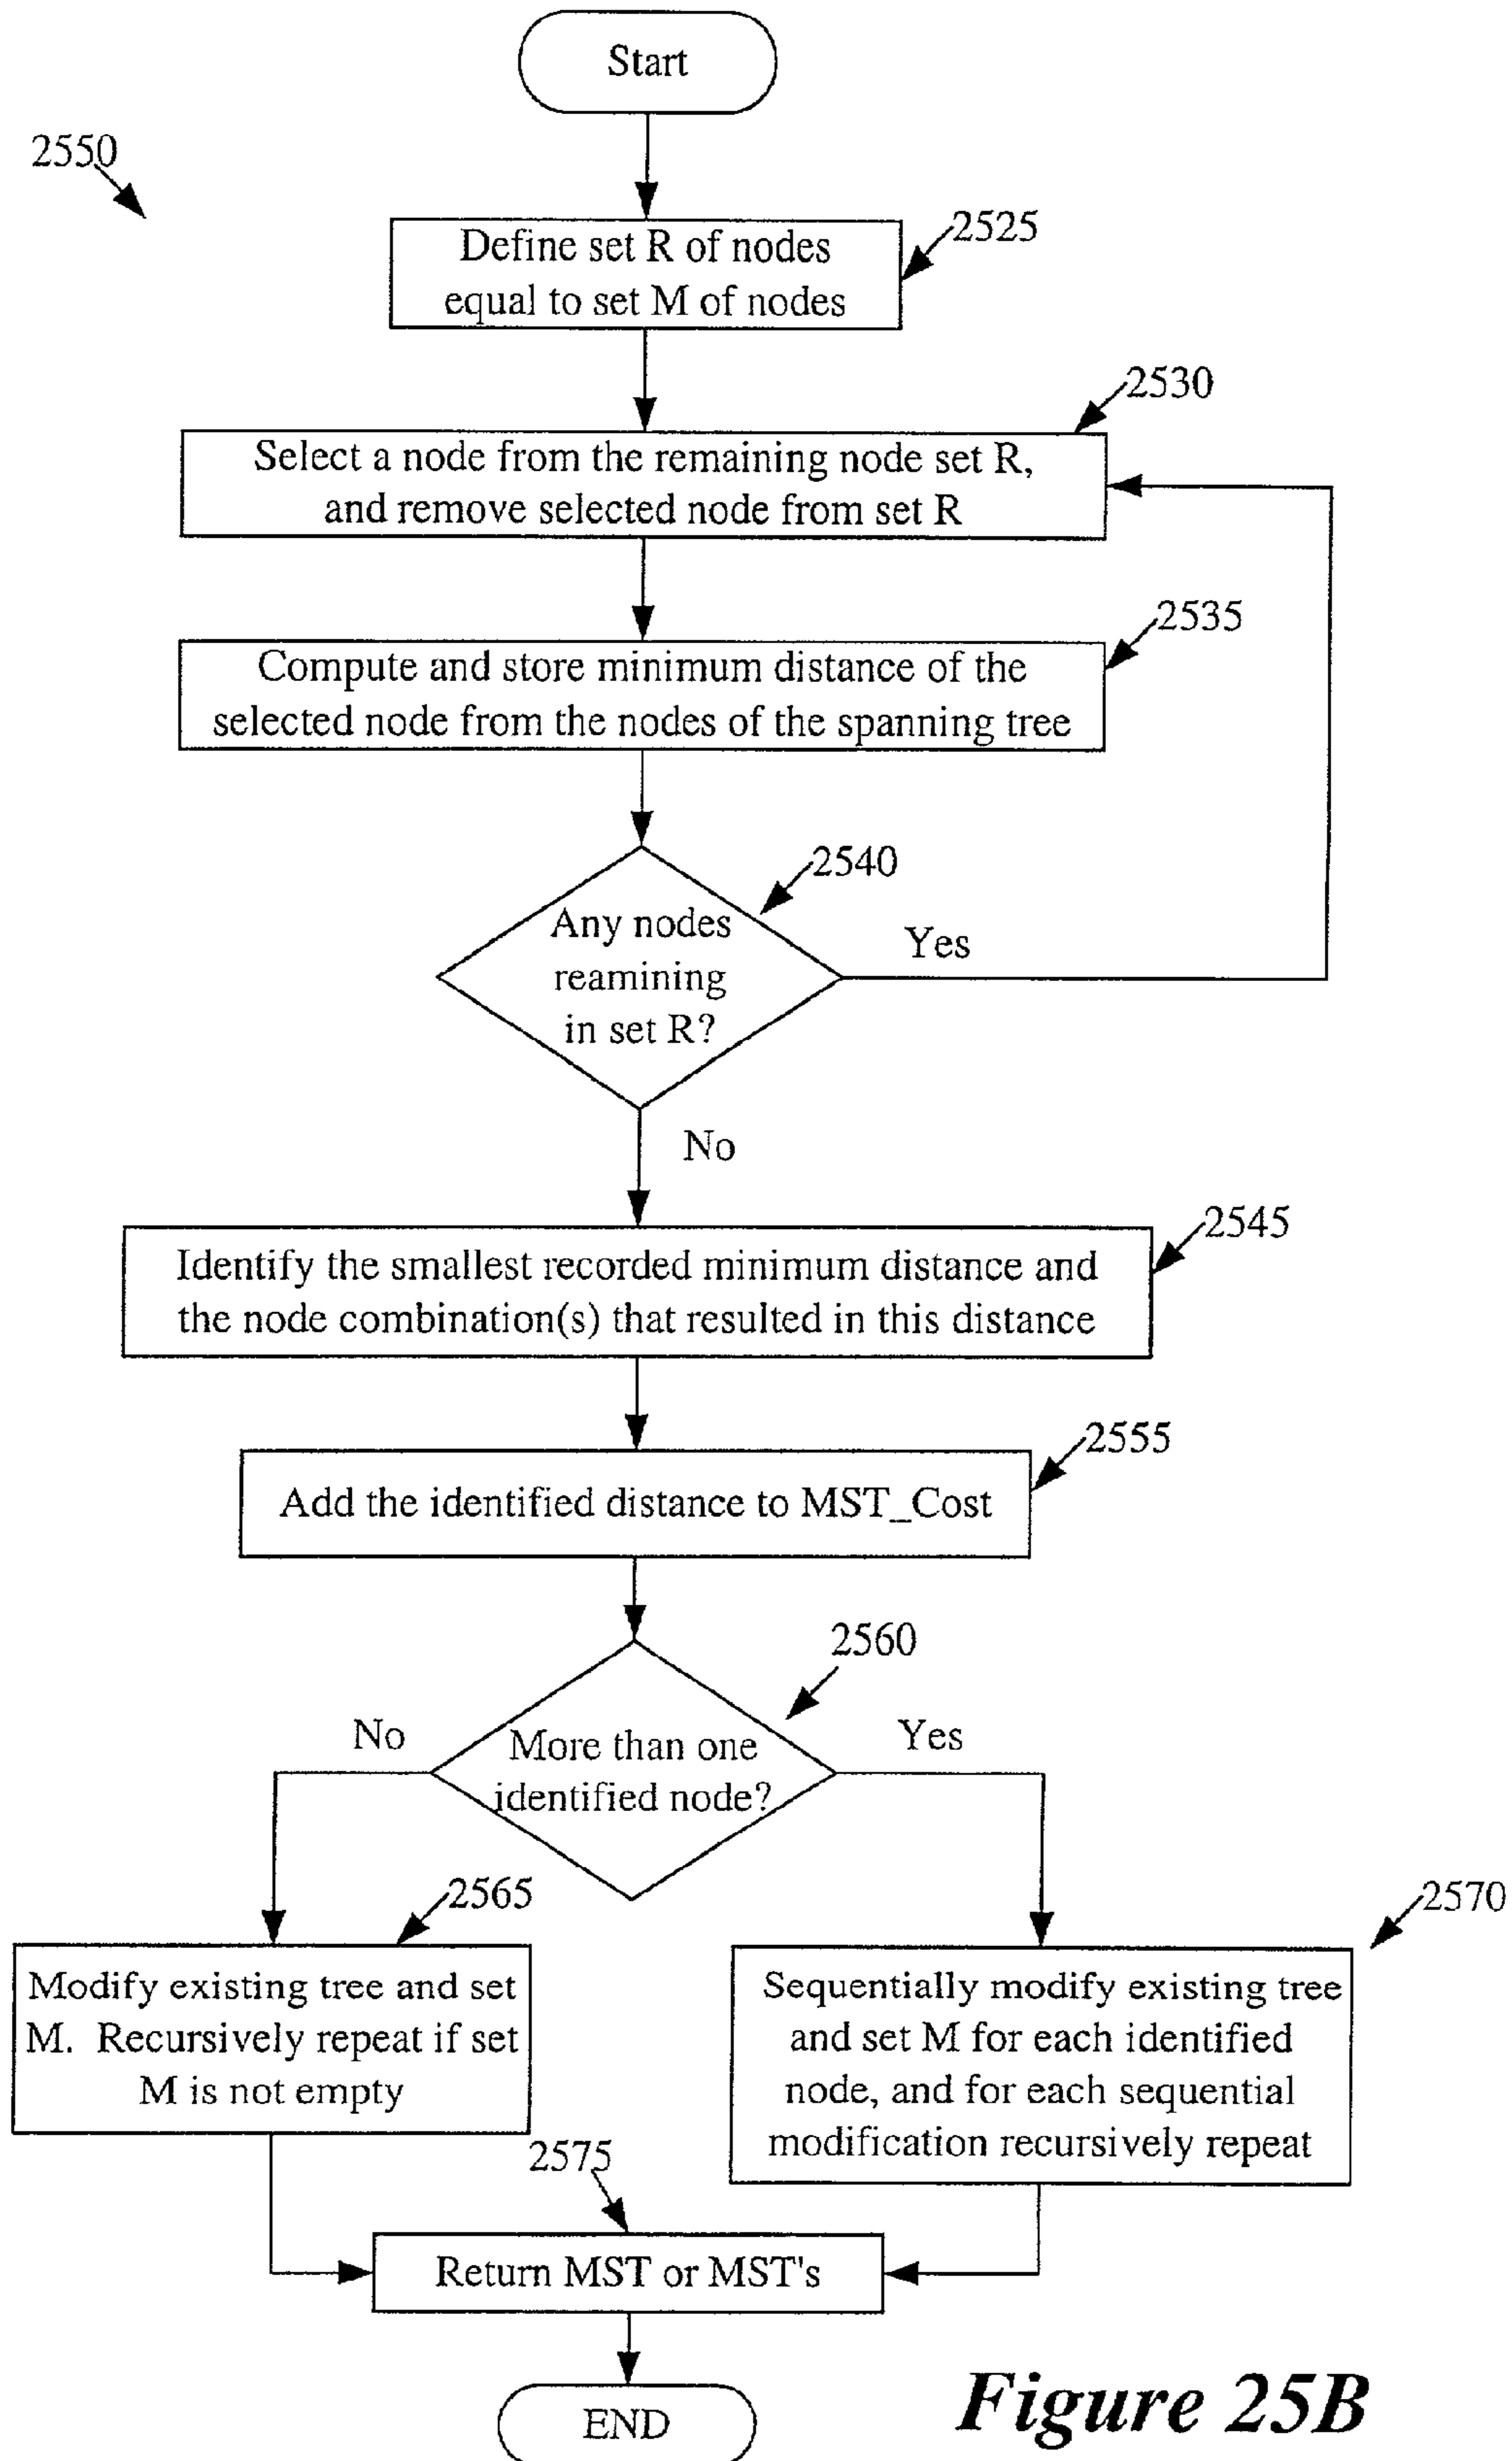 Start
2550
2525
Define set R of nodes
equal to set M of nodes
2530
Select a node from the remaining node set R,
and remove selected node from set R
2535
Compute and store minimum distance of the
selected node from the nodes of the spanning tree
2540
Any nodes
reamining
in set R?
Yes
No
2545
Identify the smallest recorded minimum distance and
the node combination(s) that resulted in this distance
2555
Add the identified distance to MST_Cost
2560
No
More than one
identified node?
Yes
2565
Modify existing tree and set
M. Recursively repeat if set
M is not empty
2570
Sequentially modify existing tree
and set M for each identified
node, and for each sequential
modification recursively repeat
2575
Return MST or MST's
END
Figure 25B